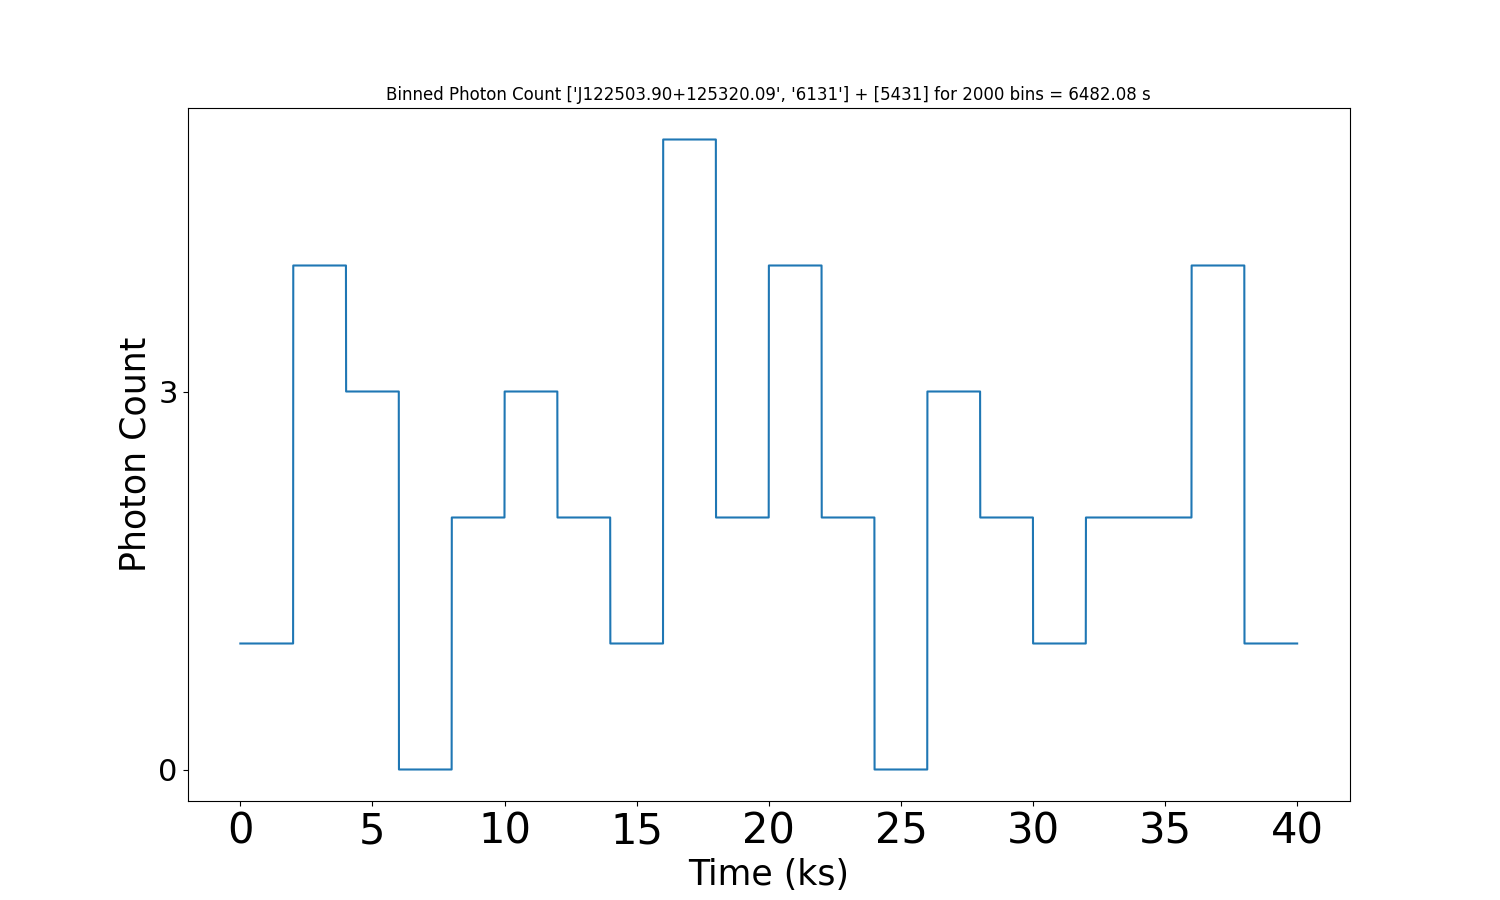 Binned Photon Count ['J122503.90+125320.09', '6131'] + [5431] for 2000 bins = 6482.08 s
Photon Count
3
0
0 5 10 15 20 25 30 35 40
Time (ks)